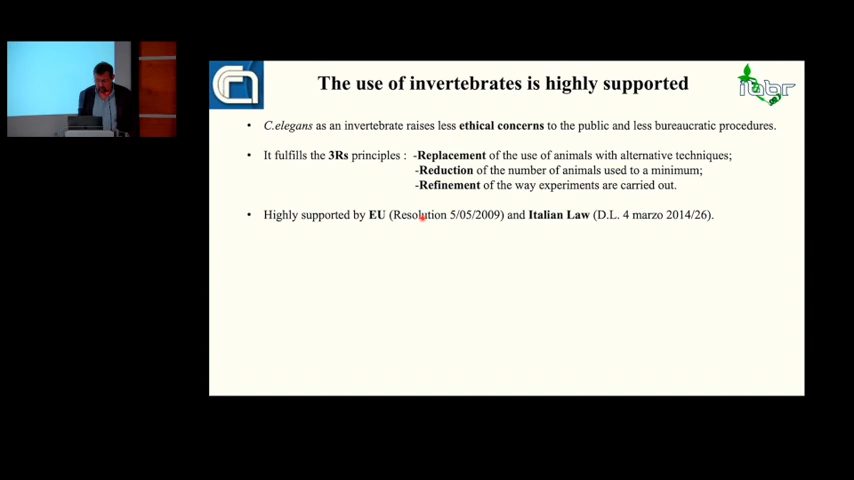 The use of invertebrates is highly supported
ibbr
• C.elegans as an invertebrate raises less ethical concerns to the public and less bureaucratic procedures.
• It fulfills the 3Rs principles : -Replacement of the use of animals with alternative techniques;
-Reduction of the number of animals used to a minimum;
-Refinement of the way experiments are carried out.
• Highly supported by EU (Resolution 5/05/2009) and Italian Law (D.L. 4 marzo 2014/26).